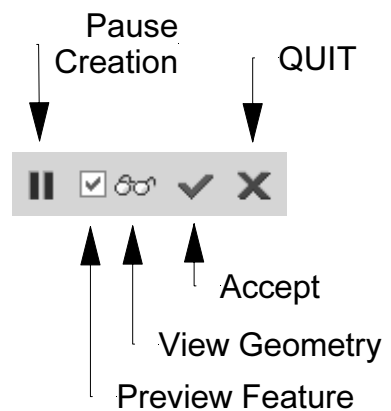 Pause
Creation
QUIT
Accept
View Geometry
Preview Feature